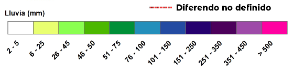 Diferendo no definido
Lluvia (mm)
2 - 5
6 - 25
26 - 45
46 - 50
51 - 75
76 - 100
101 - 150
151 - 250
251 - 350
351 - 450
> 500